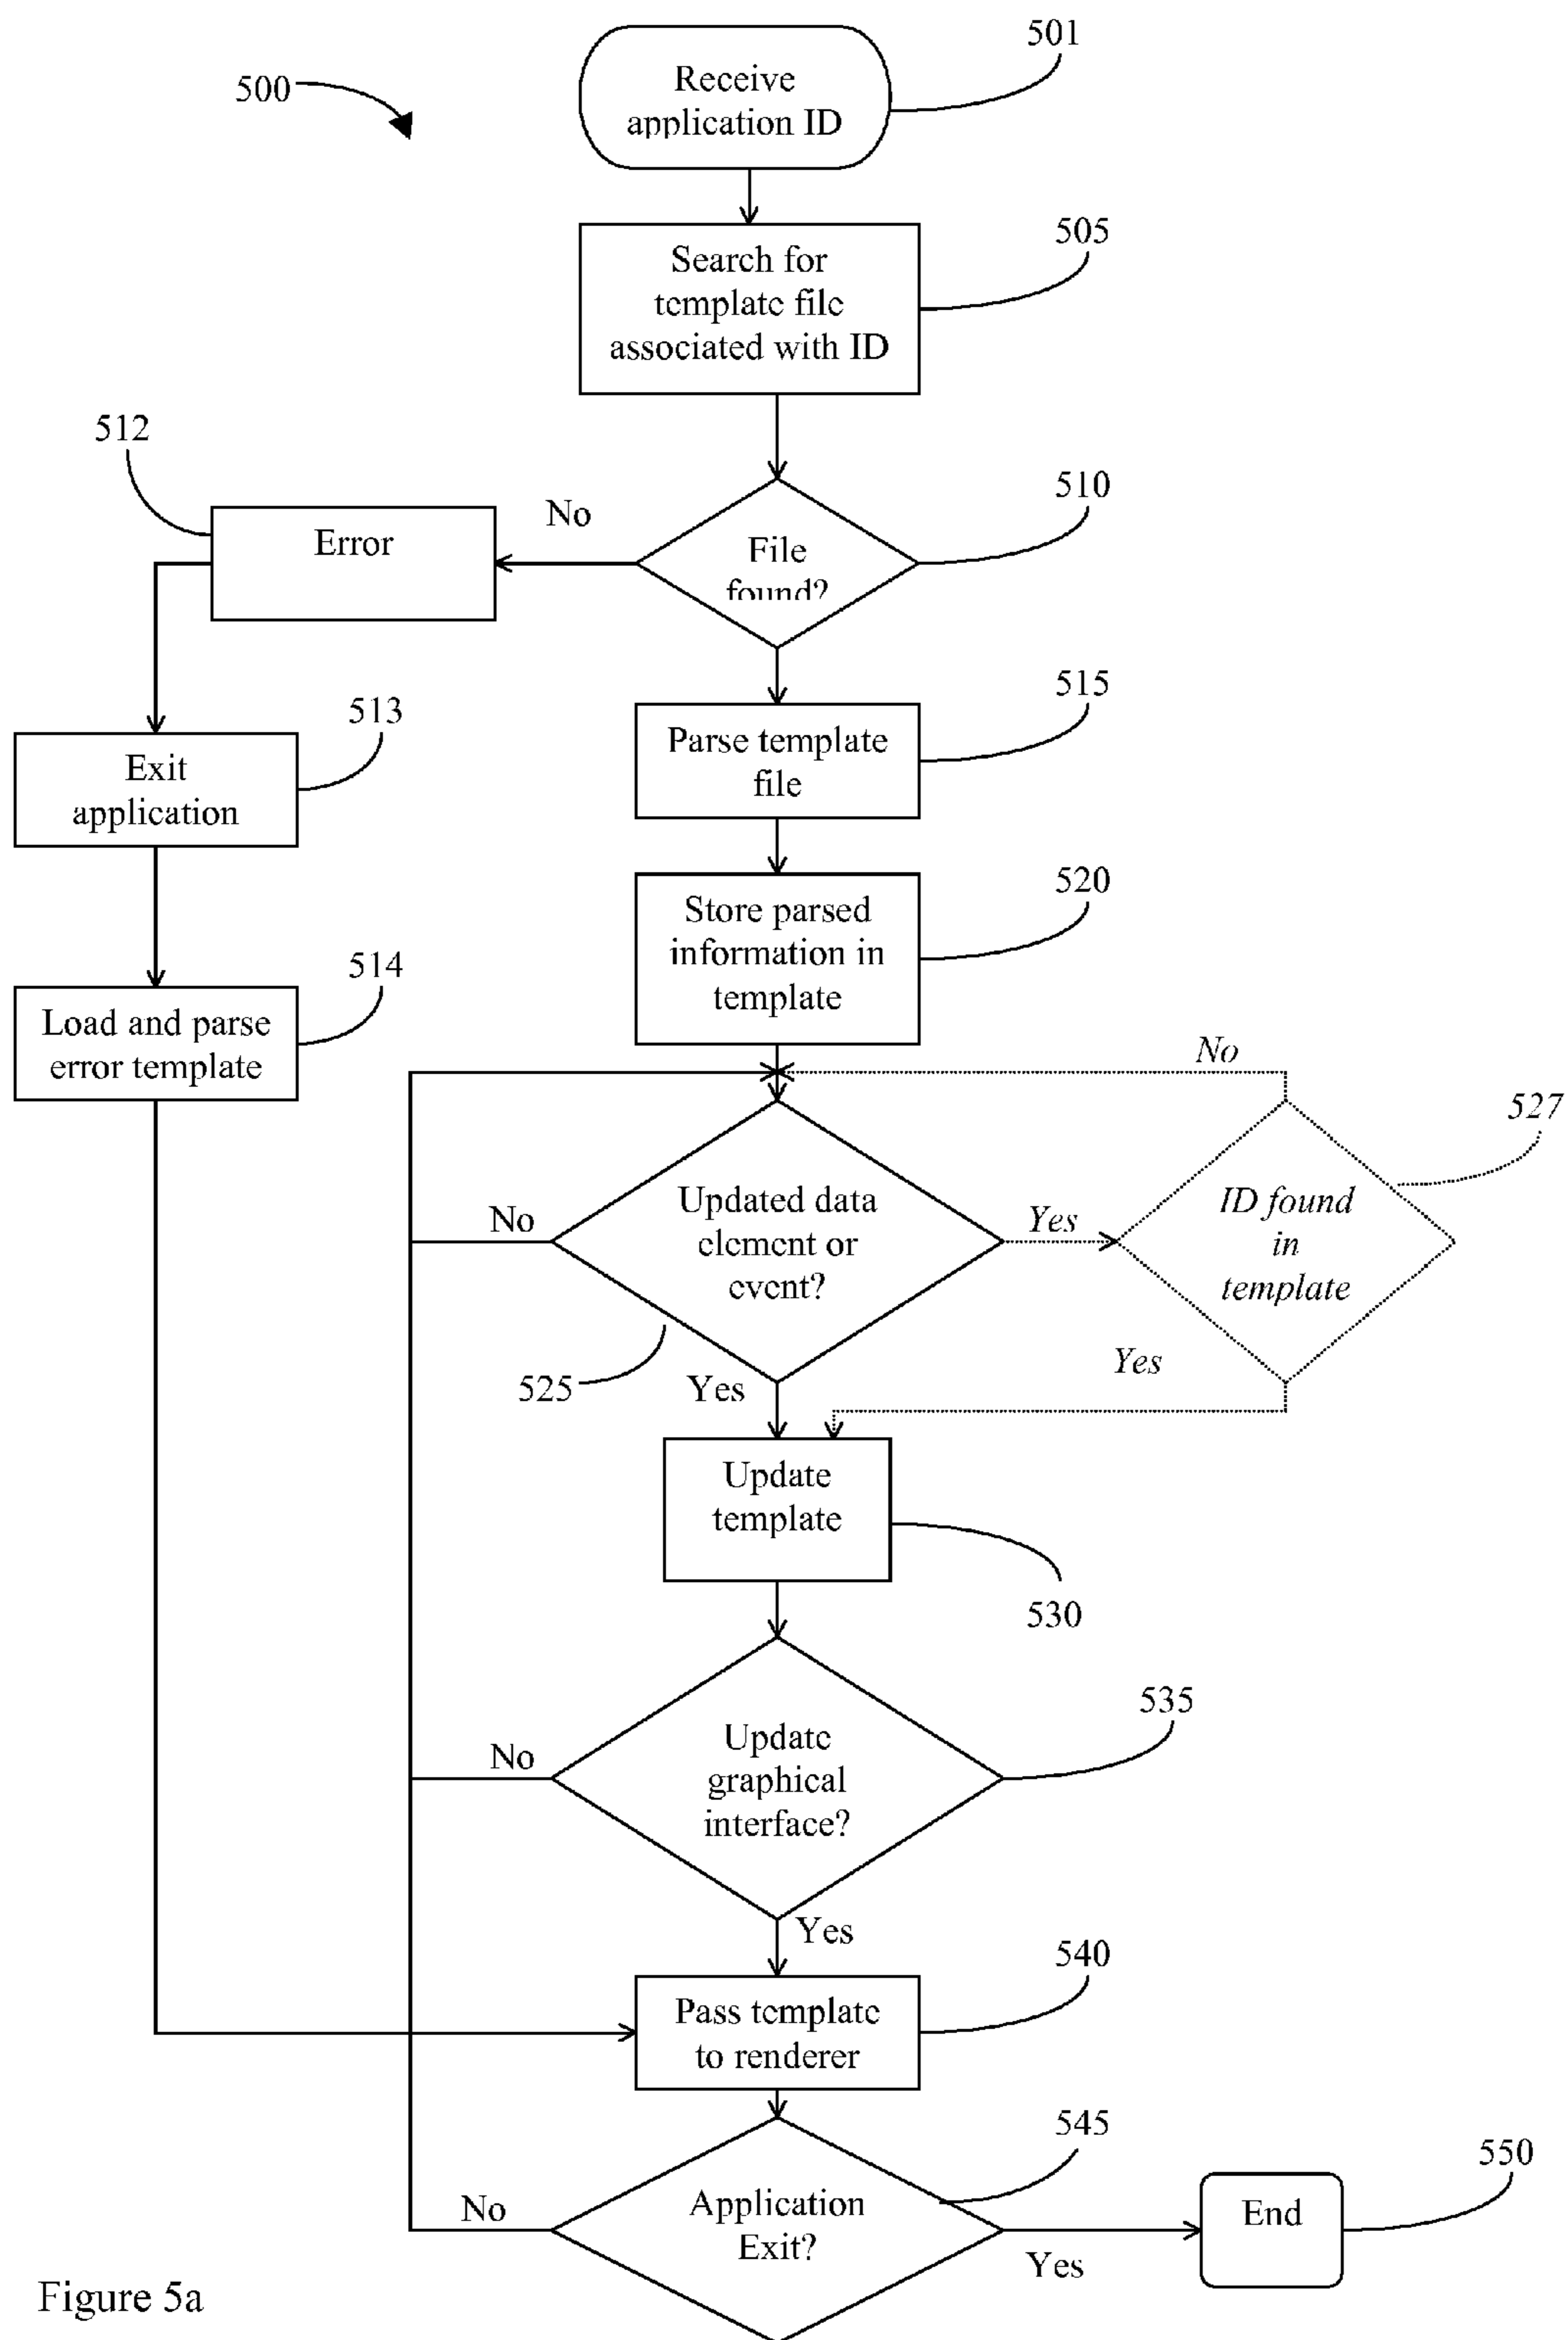 501
500
Receive
application ID
505
Search for
template file
associated with ID
512
510
No
Error
File
found?
515
513
Parse template
file
Exit
application
520
Store parsed
information in
template
514
Load and parse
error template
No
527
Updated data
element or
event?
No
Yes
ID found
in
template
Yes
525
Yes
Update
template
530
535
Update
graphical
interface?
No
Yes
540
Pass template
to renderer
545
550
Application
Exit?
No
End
Yes
Figure 5a